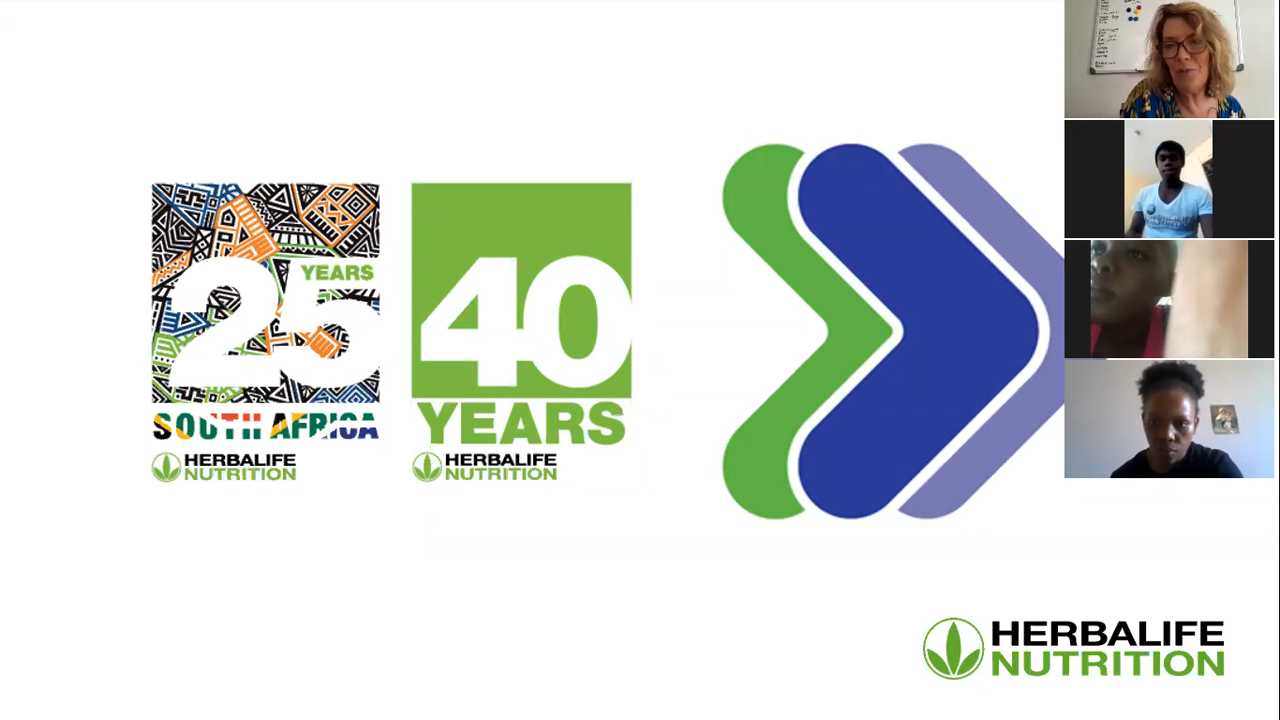 YEARS
25
SOUTH AFRICA
HERBALIFE
NUTRITION
40
YEARS
HERBALIFE
NUTRITION
HERBALIFE
NUTRITION